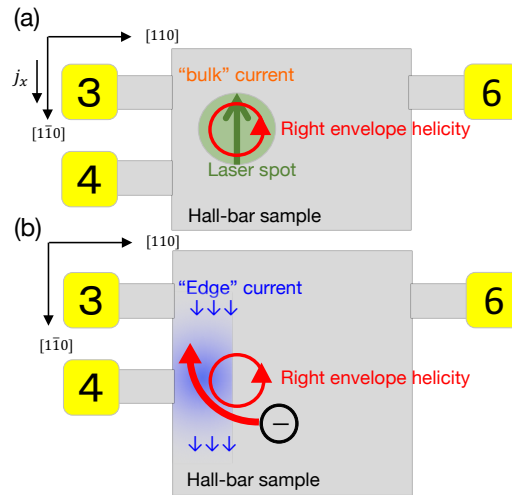 (a)
[110]
j_x
"bulk" current
3
6
[11̄0]
Right envelope helicity
4
Laser spot
Hall-bar sample
(b)
[110]
"Edge" current
3
6
[11̄0]
4
Right envelope helicity
−
Hall-bar sample